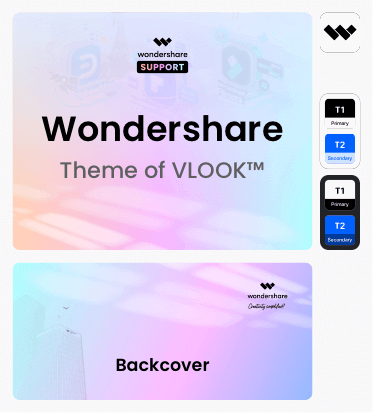 wondershare
SUPPORT
Wondershare
Theme of VLOOK™
T1
Primary
T2
Secondary
T1
Primary
T2
Secondary
wondershare
Creativity simplified!
Backcover